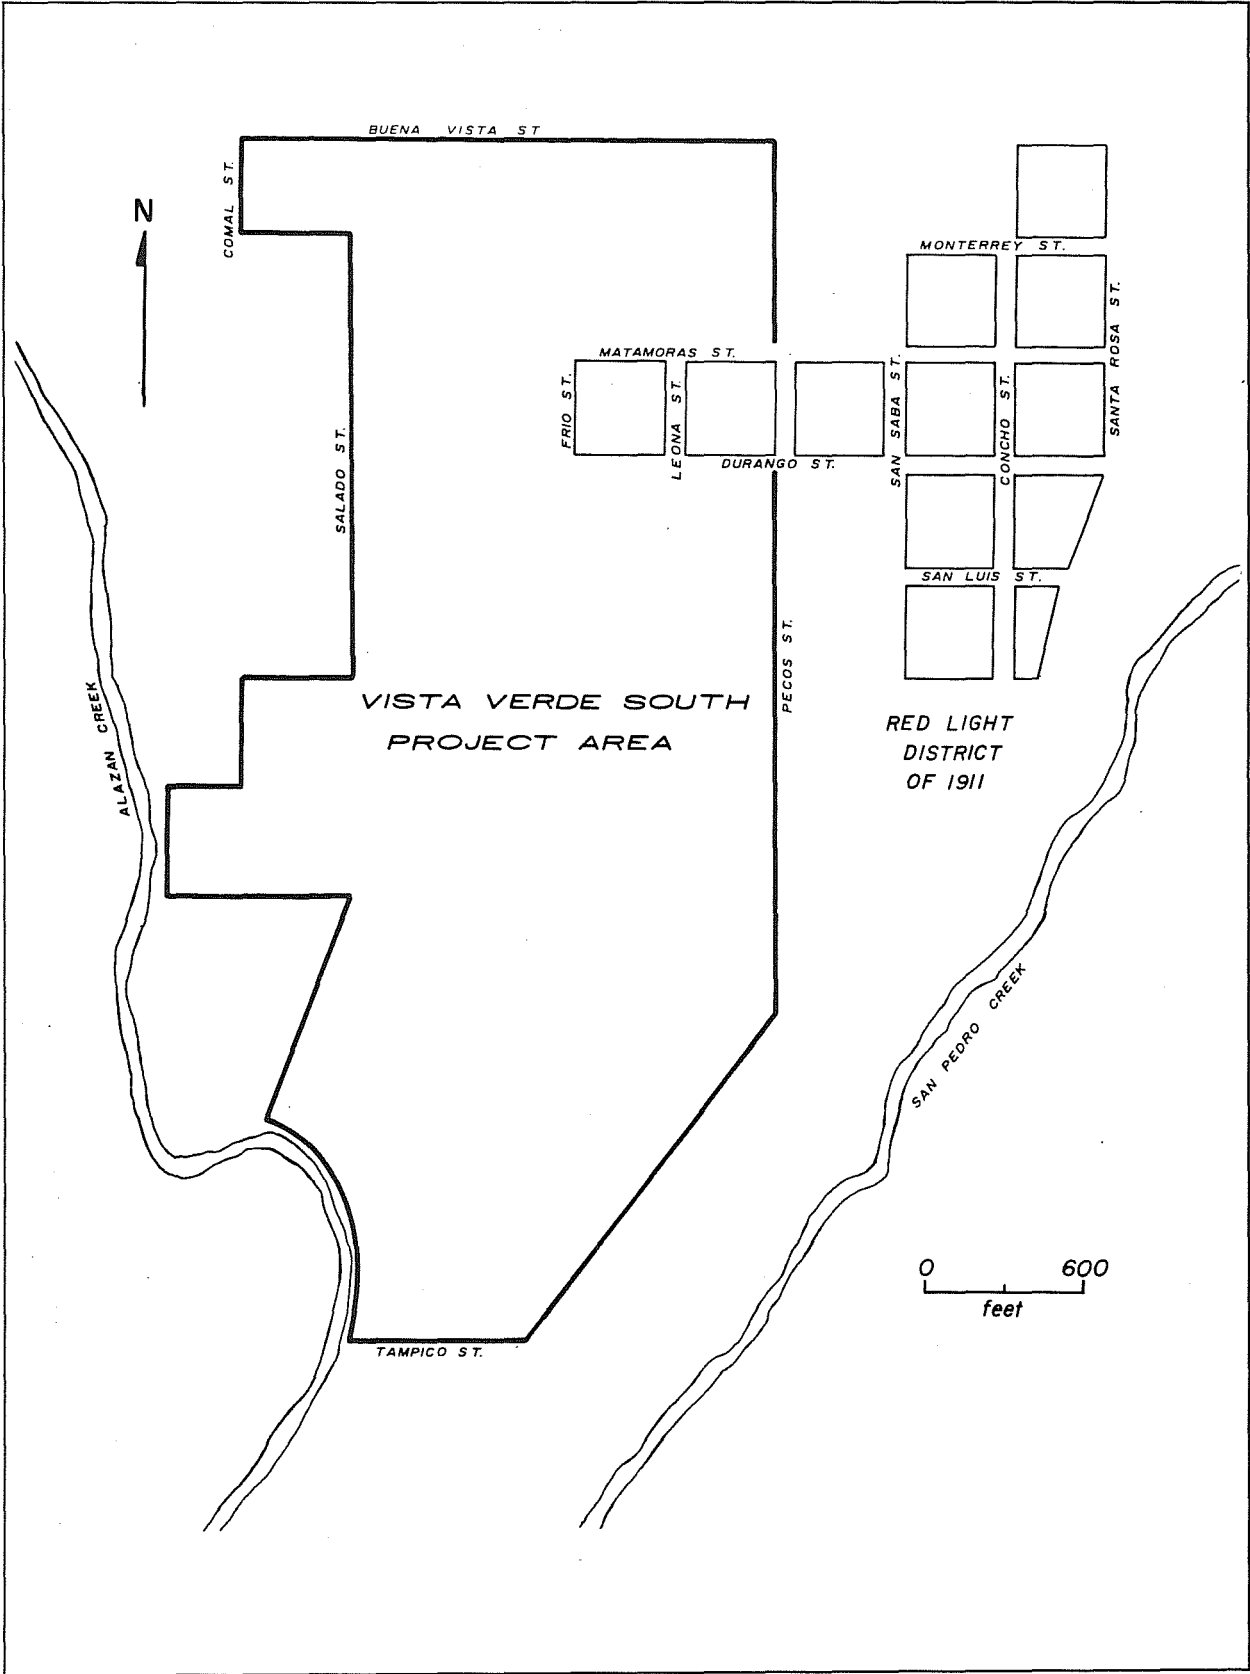 BUENA VISTA ST
COMAL ST.
N
MONTERREY ST.
SANTA ROSA ST.
MATAMORAS ST.
FRIO ST.
LEONA ST.
SAN SABA ST.
CONCHO ST.
DURANGO ST.
SALADO ST.
SAN LUIS ST.
PECOS ST.
ALAZAN CREEK
VISTA VERDE SOUTH
PROJECT AREA
RED LIGHT
DISTRICT
OF 1911
SAN PEDRO CREEK
0 600
feet
TAMPICO ST.